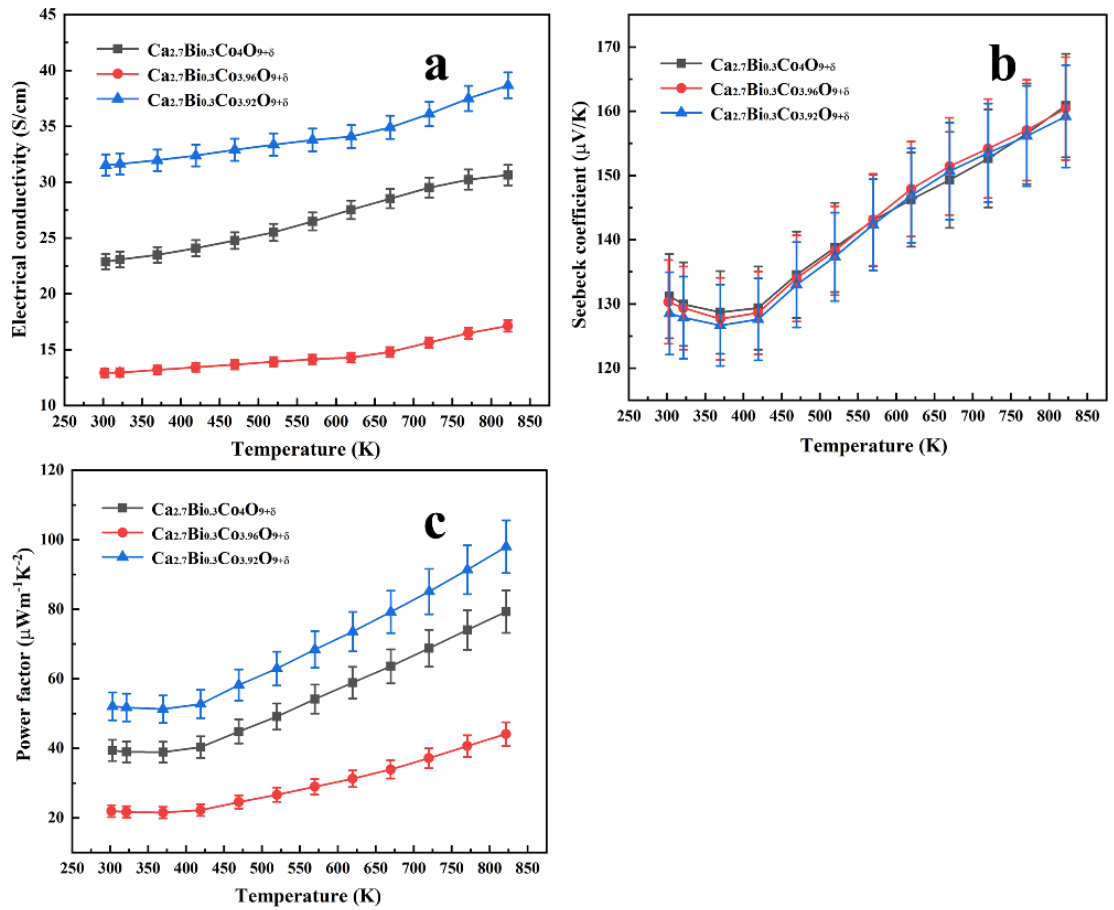 45
40
35
30
25
20
15
10
Electrical conductivity (S/cm)
Ca₂.₇Bi₀.₃Co₄O₉₊δ
Ca₂.₇Bi₀.₃Co₃.₉₆O₉₊δ
Ca₂.₇Bi₀.₃Co₃.₉₂O₉₊δ
a
250 300 350 400 450 500 550 600 650 700 750 800 850
Temperature (K)
170
160
150
140
130
120
Seebeck coefficient (μV/K)
Ca₂.₇Bi₀.₃Co₄O₉₊δ
Ca₂.₇Bi₀.₃Co₃.₉₆O₉₊δ
Ca₂.₇Bi₀.₃Co₃.₉₂O₉₊δ
b
250 300 350 400 450 500 550 600 650 700 750 800 850
Temperature (K)
120
100
80
60
40
20
Power factor (μWm⁻¹K⁻²)
Ca₂.₇Bi₀.₃Co₄O₉₊δ
Ca₂.₇Bi₀.₃Co₃.₉₆O₉₊δ
Ca₂.₇Bi₀.₃Co₃.₉₂O₉₊δ
c
250 300 350 400 450 500 550 600 650 700 750 800 850
Temperature (K)